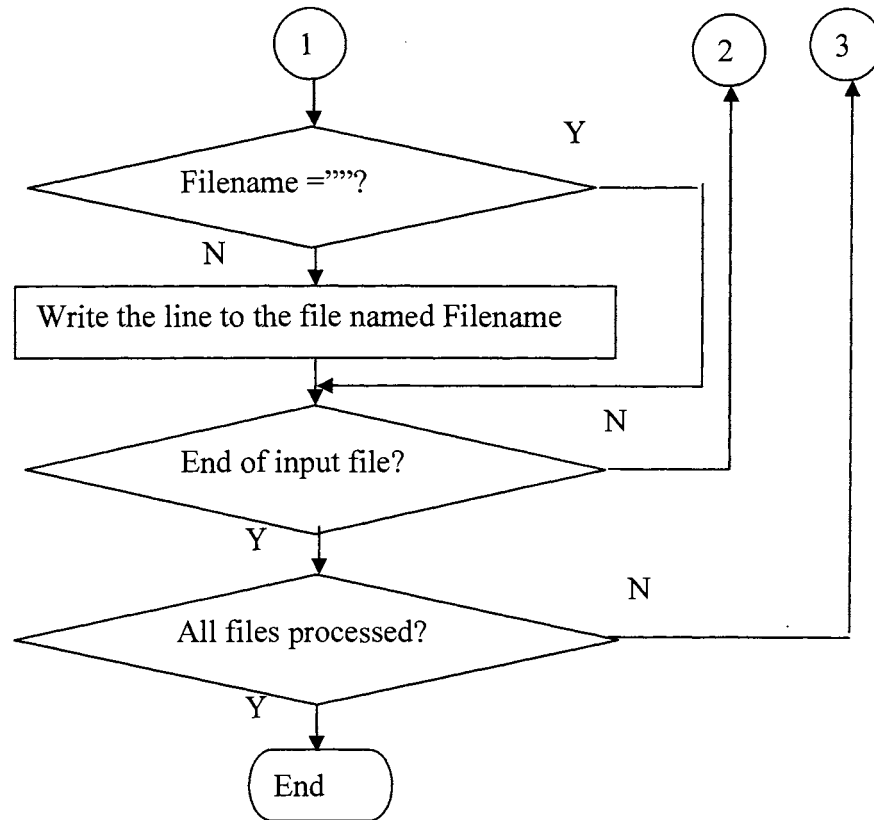 1
2
3
Y
Filename =””?
N
Write the line to the file named Filename
N
End of input file?
Y
N
All files processed?
Y
End